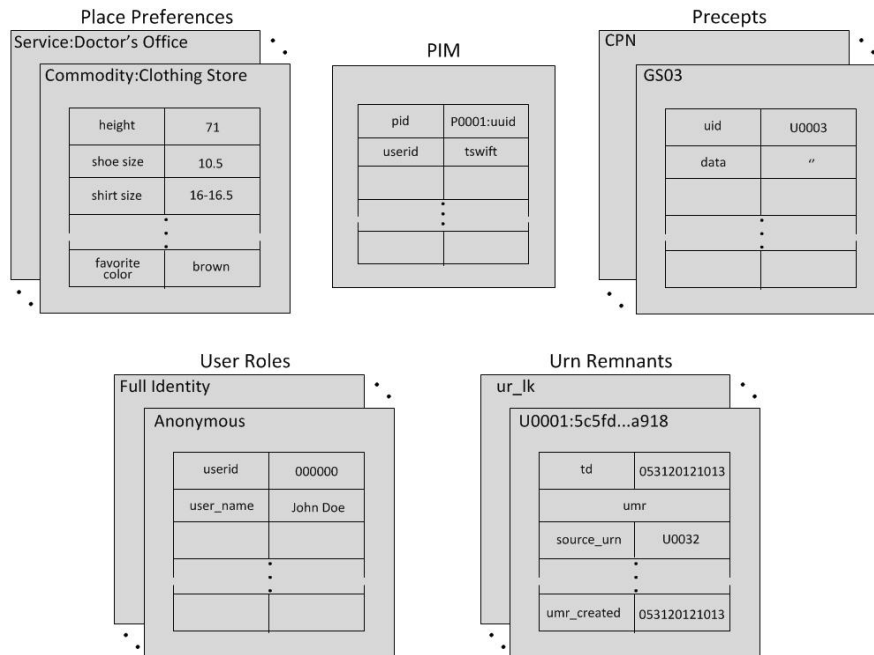 Place Preferences
Service:Doctor's Office
Commodity:Clothing Store
height 71
shoe size 10.5
shirt size 16-16.5
favorite
color brown
PIM
pid P0001:uuid
userid tswift
Precepts
CPN
GS03
uid U0003
data “
User Roles
Full Identity
Anonymous
userid 000000
user_name John Doe
Urn Remnants
ur_lk
U0001:5c5fd...a918
td 053120121013
umr
source_urn U0032
umr_created 053120121013